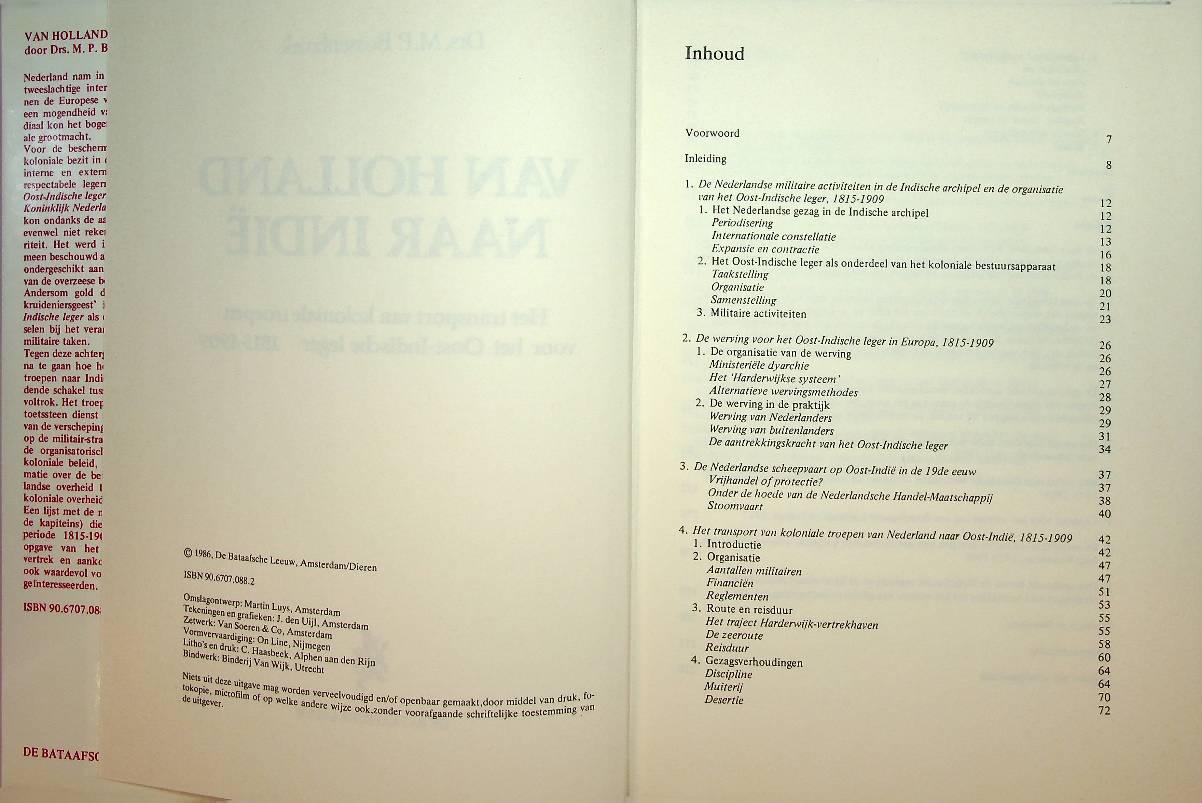 VAN HOLLAND
door Drs. M. P. B
Nederland nam in
tweeslachtige inter
nen de Europese v
een mogendheid v
diaal kon het boge
ale grootmacht.
Voor de bescherm
koloniale bezit in
interne en extern
respectabele leger
Oost-Indische leger
Koninklijk Nederla
kon ondanks de aa
evenwel niet reke
riteit. Het werd i
meen beschouwd a
ondergeschikt aan
van de overzeese b
Andersom gold d
kruideniersgeest' i
Indische leger als
selen bij het verar
militaire taken.
Tegen deze achter
na te gaan hoe h
troepen naar Indi
dende schakel tus
voltrok. Het troep
toetssteen dienst
van de verscheping
op de militair-stra
de organisatoriscl
koloniale beleid,
matie over de be
landse overheid
koloniale overheid
Een lijst met de
de kapiteins) die
periode 1815-190
opgave van het
vertrek en aankc
ook waardevol vo
geïnteresseerden.
ISBN 90.6707.08
DE BATAAFSC
© 1986, De Bataafsche Leeuw, Amsterdam/Dieren
ISBN 90.6707.088.2
Omslagontwerp: Martin Luys, Amsterdam
Tekeningen en grafieken: J. den Uijl, Amsterdam
Zetwerk: Van Soeren & Co, Amsterdam
Vormvervaardiging: On Line, Nijmegen
Litho's en druk: C. Haasbeek, Alphen aan den Rijn
Bindwerk: Binderij Van Wijk, Utrecht
Niets uit deze uitgave mag worden verveelvoudigd en/of openbaar gemaakt,door middel van druk, fo-
tokopie, microfilm of op welke andere wijze ook,zonder voorafgaande schriftelijke toestemming van
de uitgever.
Inhoud
Voorwoord 7
Inleiding 8
1. De Nederlandse militaire activiteiten in de Indische archipel en de organisatie
van het Oost-Indische leger, 1815-1909 12
1. Het Nederlandse gezag in de Indische archipel 12
Periodisering 12
Internationale constellatie 13
Expansie en contractie 16
2. Het Oost-Indische leger als onderdeel van het koloniale bestuursapparaat 18
Taakstelling 18
Organisatie 20
Samenstelling 21
3. Militaire activiteiten 23
2. De werving voor het Oost-Indische leger in Europa, 1815-1909 26
1. De organisatie van de werving 26
Ministeriële dyarchie 26
Het 'Harderwijkse systeem' 27
Alternatieve wervingsmethodes 28
2. De werving in de praktijk 29
Werving van Nederlanders 29
Werving van buitenlanders 31
De aantrekkingskracht van het Oost-Indische leger 34
3. De Nederlandse scheepvaart op Oost-Indië in de 19de eeuw 37
Vrijhandel of protectie? 37
Onder de hoede van de Nederlandsche Handel-Maatschappij 38
Stoomvaart 40
4. Het transport van koloniale troepen van Nederland naar Oost-Indië, 1815-1909 42
1. Introductie 42
2. Organisatie 47
Aantallen militairen 47
Financiën 51
Reglementen 53
3. Route en reisduur 55
Het traject Harderwijk-vertrekhaven 55
De zeeroute 58
Reisduur 60
4. Gezagsverhoudingen 64
Discipline 64
Muiterij 70
Desertie 72